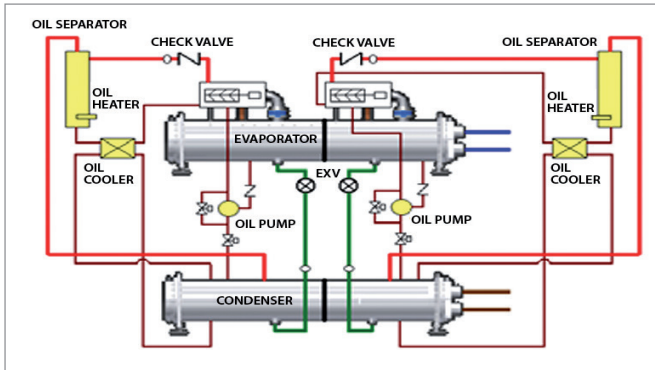 OIL SEPARATOR
CHECK VALVE
CHECK VALVE
OIL SEPARATOR
OIL
HEATER
OIL
HEATER
EVAPORATOR
OIL
COOLER
EXV
OIL
COOLER
OIL PUMP
OIL PUMP
CONDENSER